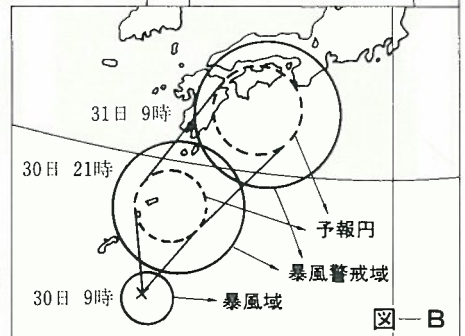 31日 9時
30日 21時
予報円
暴風警戒域
30日 9時
暴風域
図-B